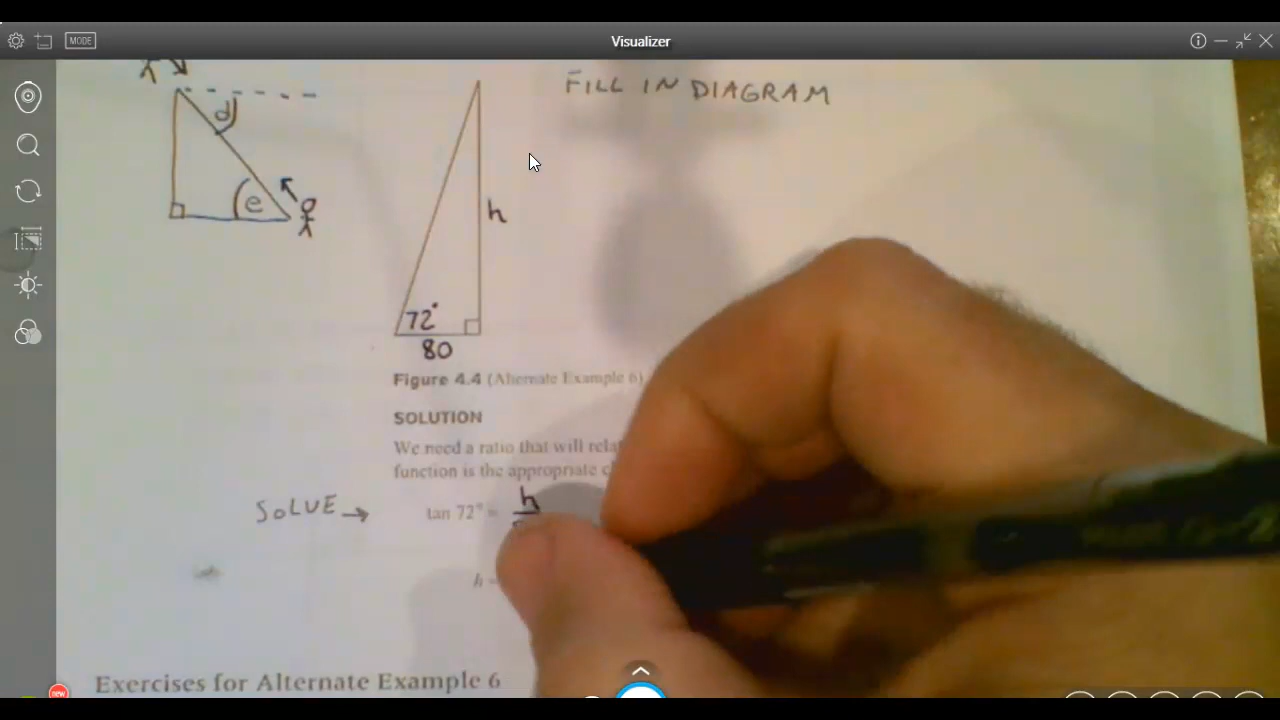 MODE
Visualizer
FILL IN DIAGRAM
d
e
h
72°
80
Figure 4.4 (Alternate Example 6)
SOLUTION
We need a ratio that will
function is the appropriate
SOLVE → tan 72° = h
h =
Exercises for Alternate Example 6
new